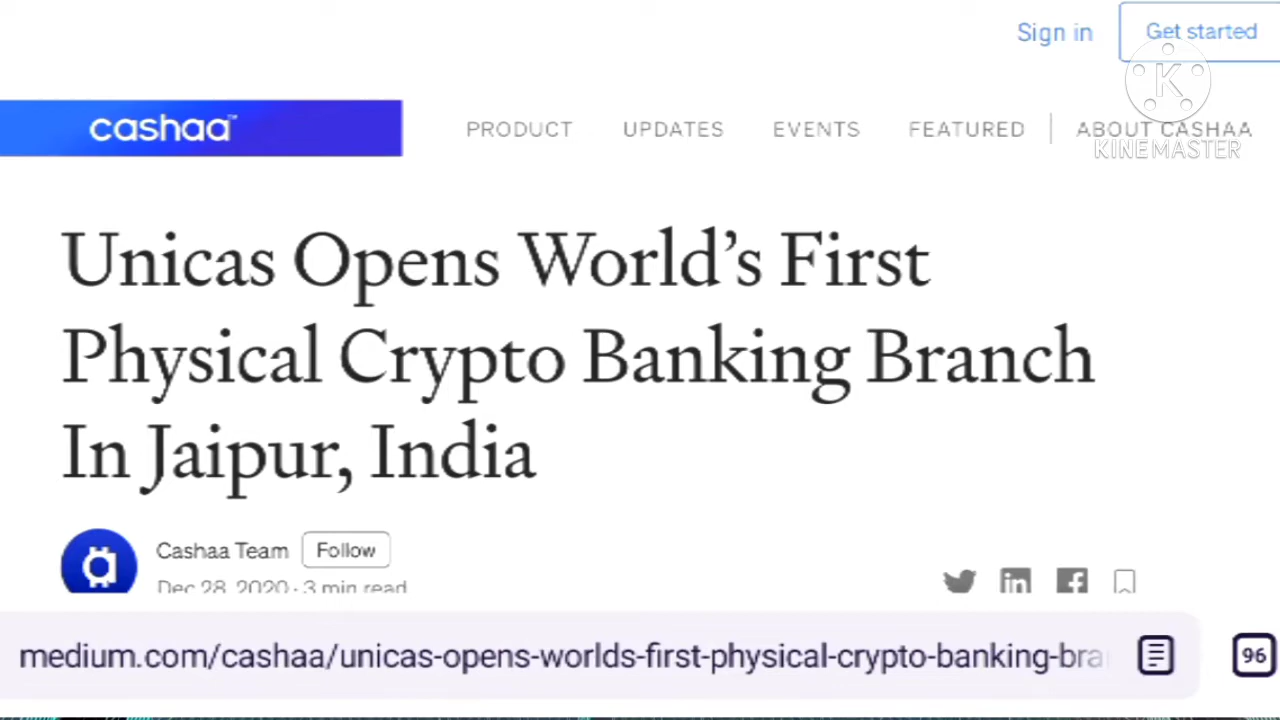 Sign in
Get started
K
KINEMASTER
cashaa™
PRODUCT
UPDATES
EVENTS
FEATURED
ABOUT CASHAA
Unicas Opens World’s First
Physical Crypto Banking Branch
In Jaipur, India
Cashaa Team
Follow
Dec 28, 2020 · 3 min read
medium.com/cashaa/unicas-opens-worlds-first-physical-crypto-banking-bra
96